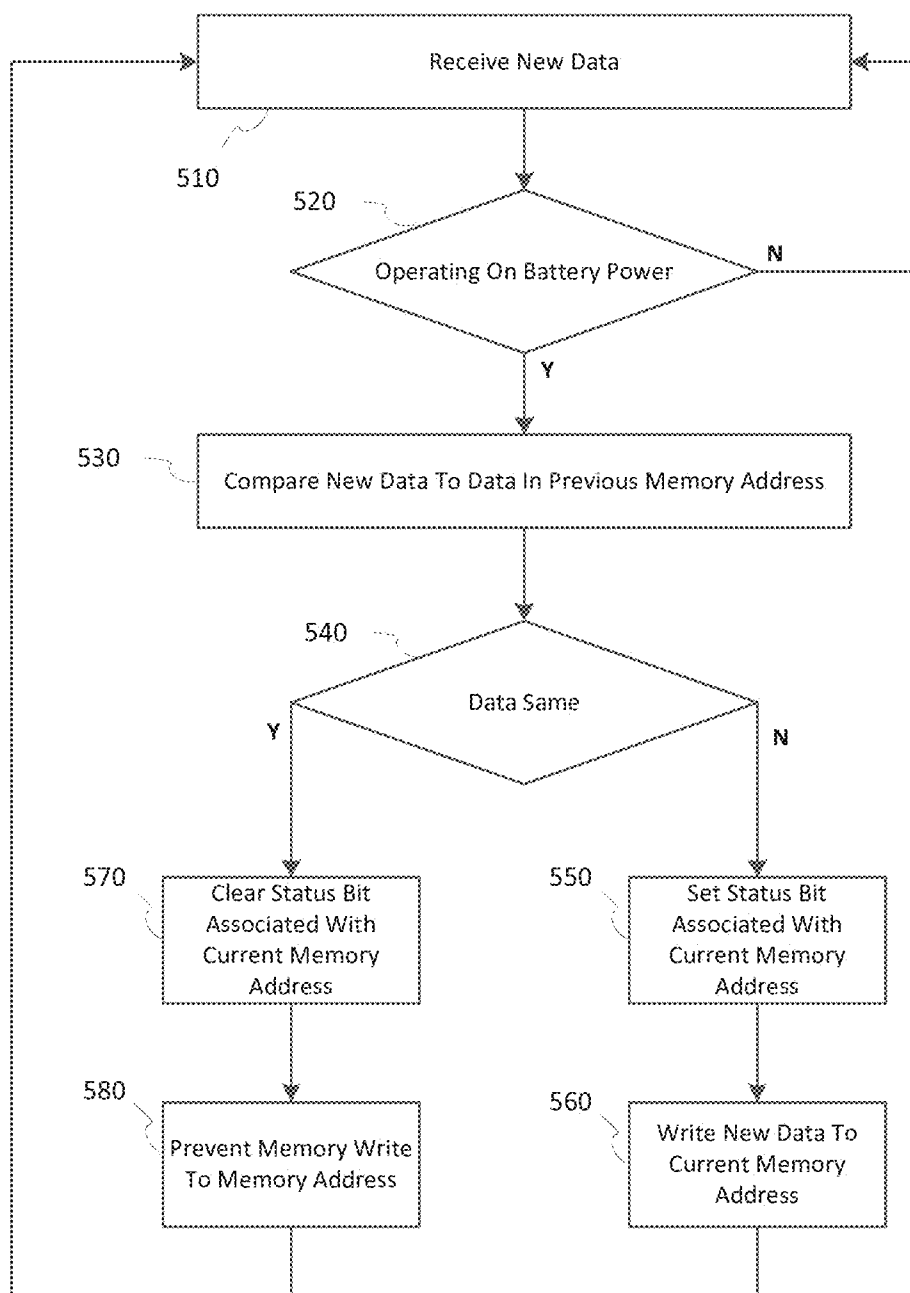 Receive New Data
510
520
Operating On Battery Power
N
Y
530
Compare New Data To Data In Previous Memory Address
540
Data Same
Y
N
570
Clear Status Bit
Associated With
Current Memory
Address
550
Set Status Bit
Associated With
Current Memory
Address
580
Prevent Memory Write
To Memory Address
560
Write New Data To
Current Memory
Address